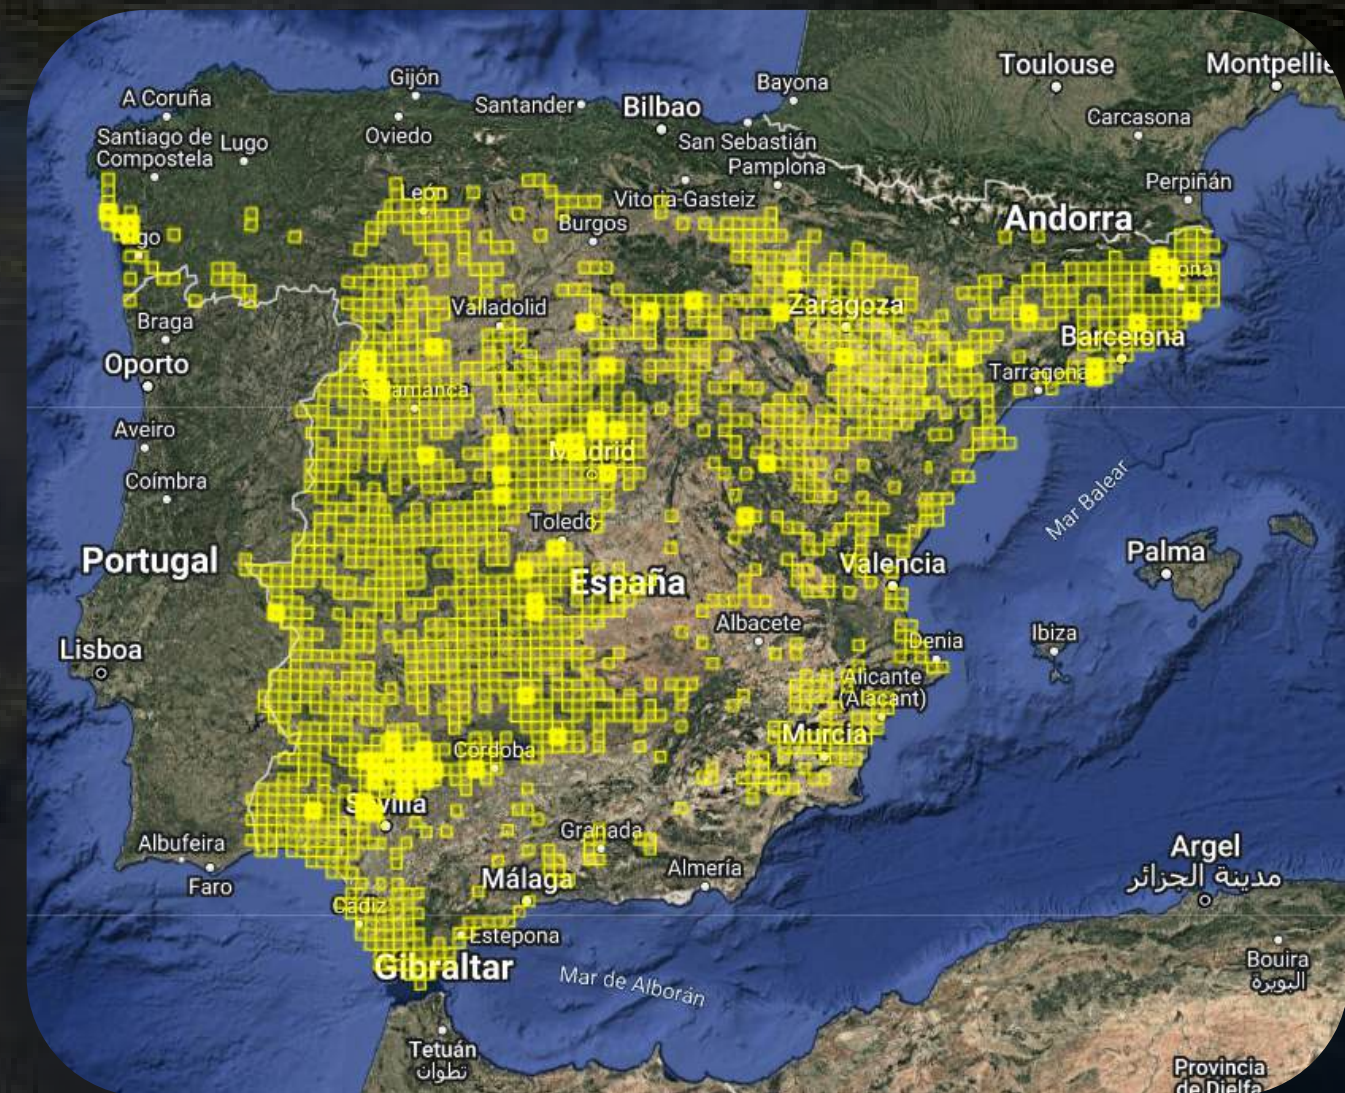 Toulouse
Montpellie
Gijón
Bayona
A Coruña
Santander
Bilbao
Carcasona
Santiago de
Compostela
Lugo
Oviedo
San Sebastián
Pamplona
Perpiñán
León
Vitoria-Gasteiz
Andorra
Burgos
igo
ona
Valladolid
Zaragoza
Braga
Barcelona
Oporto
Tarragona
amanca
Aveiro
Madrid
Coímbra
Mar Balear
Toledo
Palma
Portugal
Valencia
España
Albacete
Ibiza
Denia
Lisboa
Alicante
(Alacant)
Murcia
Córdoba
Sevilla
Granada
Albufeira
Argel
مدينة الجزائر
Faro
Almería
Málaga
Cádiz
Estepona
Gibraltar
Mar de Alborán
Bouira
البويرة
Tetuán
تطوان
Provincia
de Djelfa